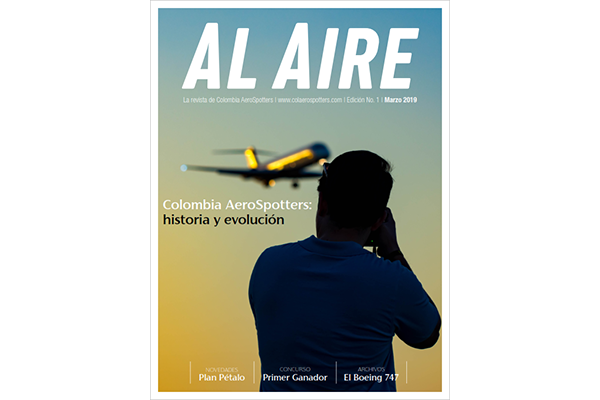 AL AIRE
La revista de Colombia AeroSpotters | www.colaerospotters.com | Edición No. 1 | Marzo 2019
Colombia AeroSpotters:
historia y evolución
NOVEDADES
Plan Pétalo
CONCURSO
Primer Ganador
ARCHIVOS
El Boeing 747